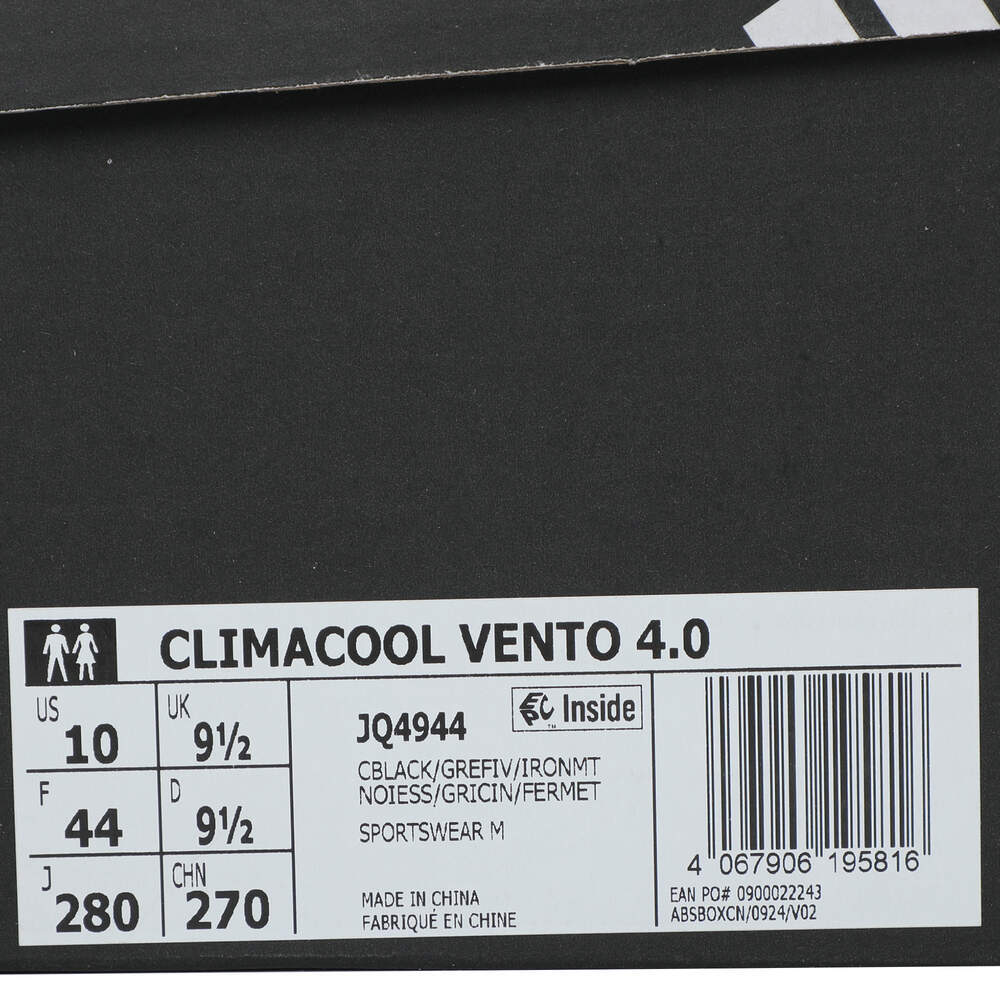 CLIMACOOL VENTO 4.0
US
10
UK
9½
F
44
D
9½
J
280
CHN
270
JQ4944
Inside
™
CBLACK/GREFIV/IRONMT
NOIESS/GRICIN/FERMET
SPORTSWEAR M
MADE IN CHINA
FABRIQUÉ EN CHINE
4 067906 195816
EAN PO# 0900022243
ABSBOXCN/0924/V02